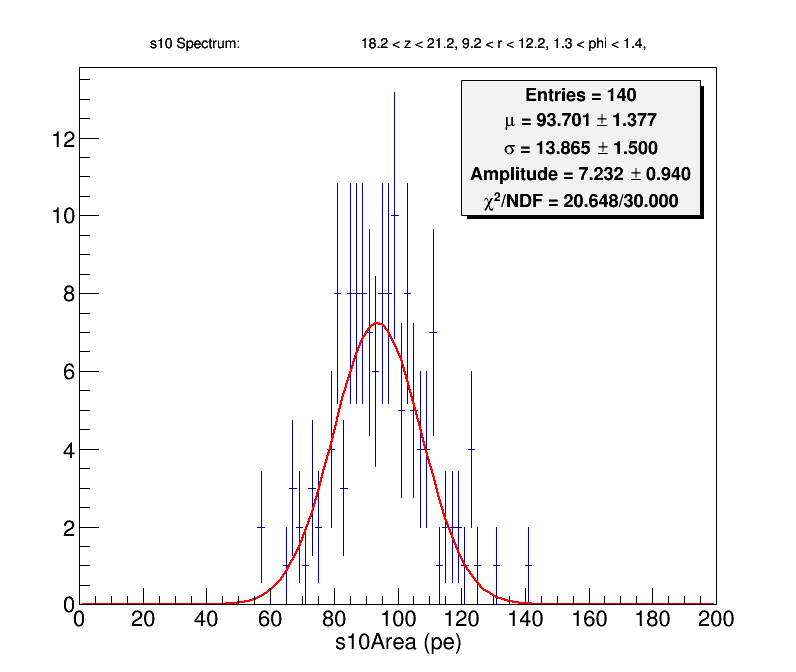 s10 Spectrum: 18.2 < z < 21.2, 9.2 < r < 12.2, 1.3 < phi < 1.4,
Entries = 140
μ = 93.701 ± 1.377
σ = 13.865 ± 1.500
Amplitude = 7.232 ± 0.940
χ²/NDF = 20.648/30.000
12
10
8
6
4
2
0
0 20 40 60 80 100 120 140 160 180 200
s10Area (pe)